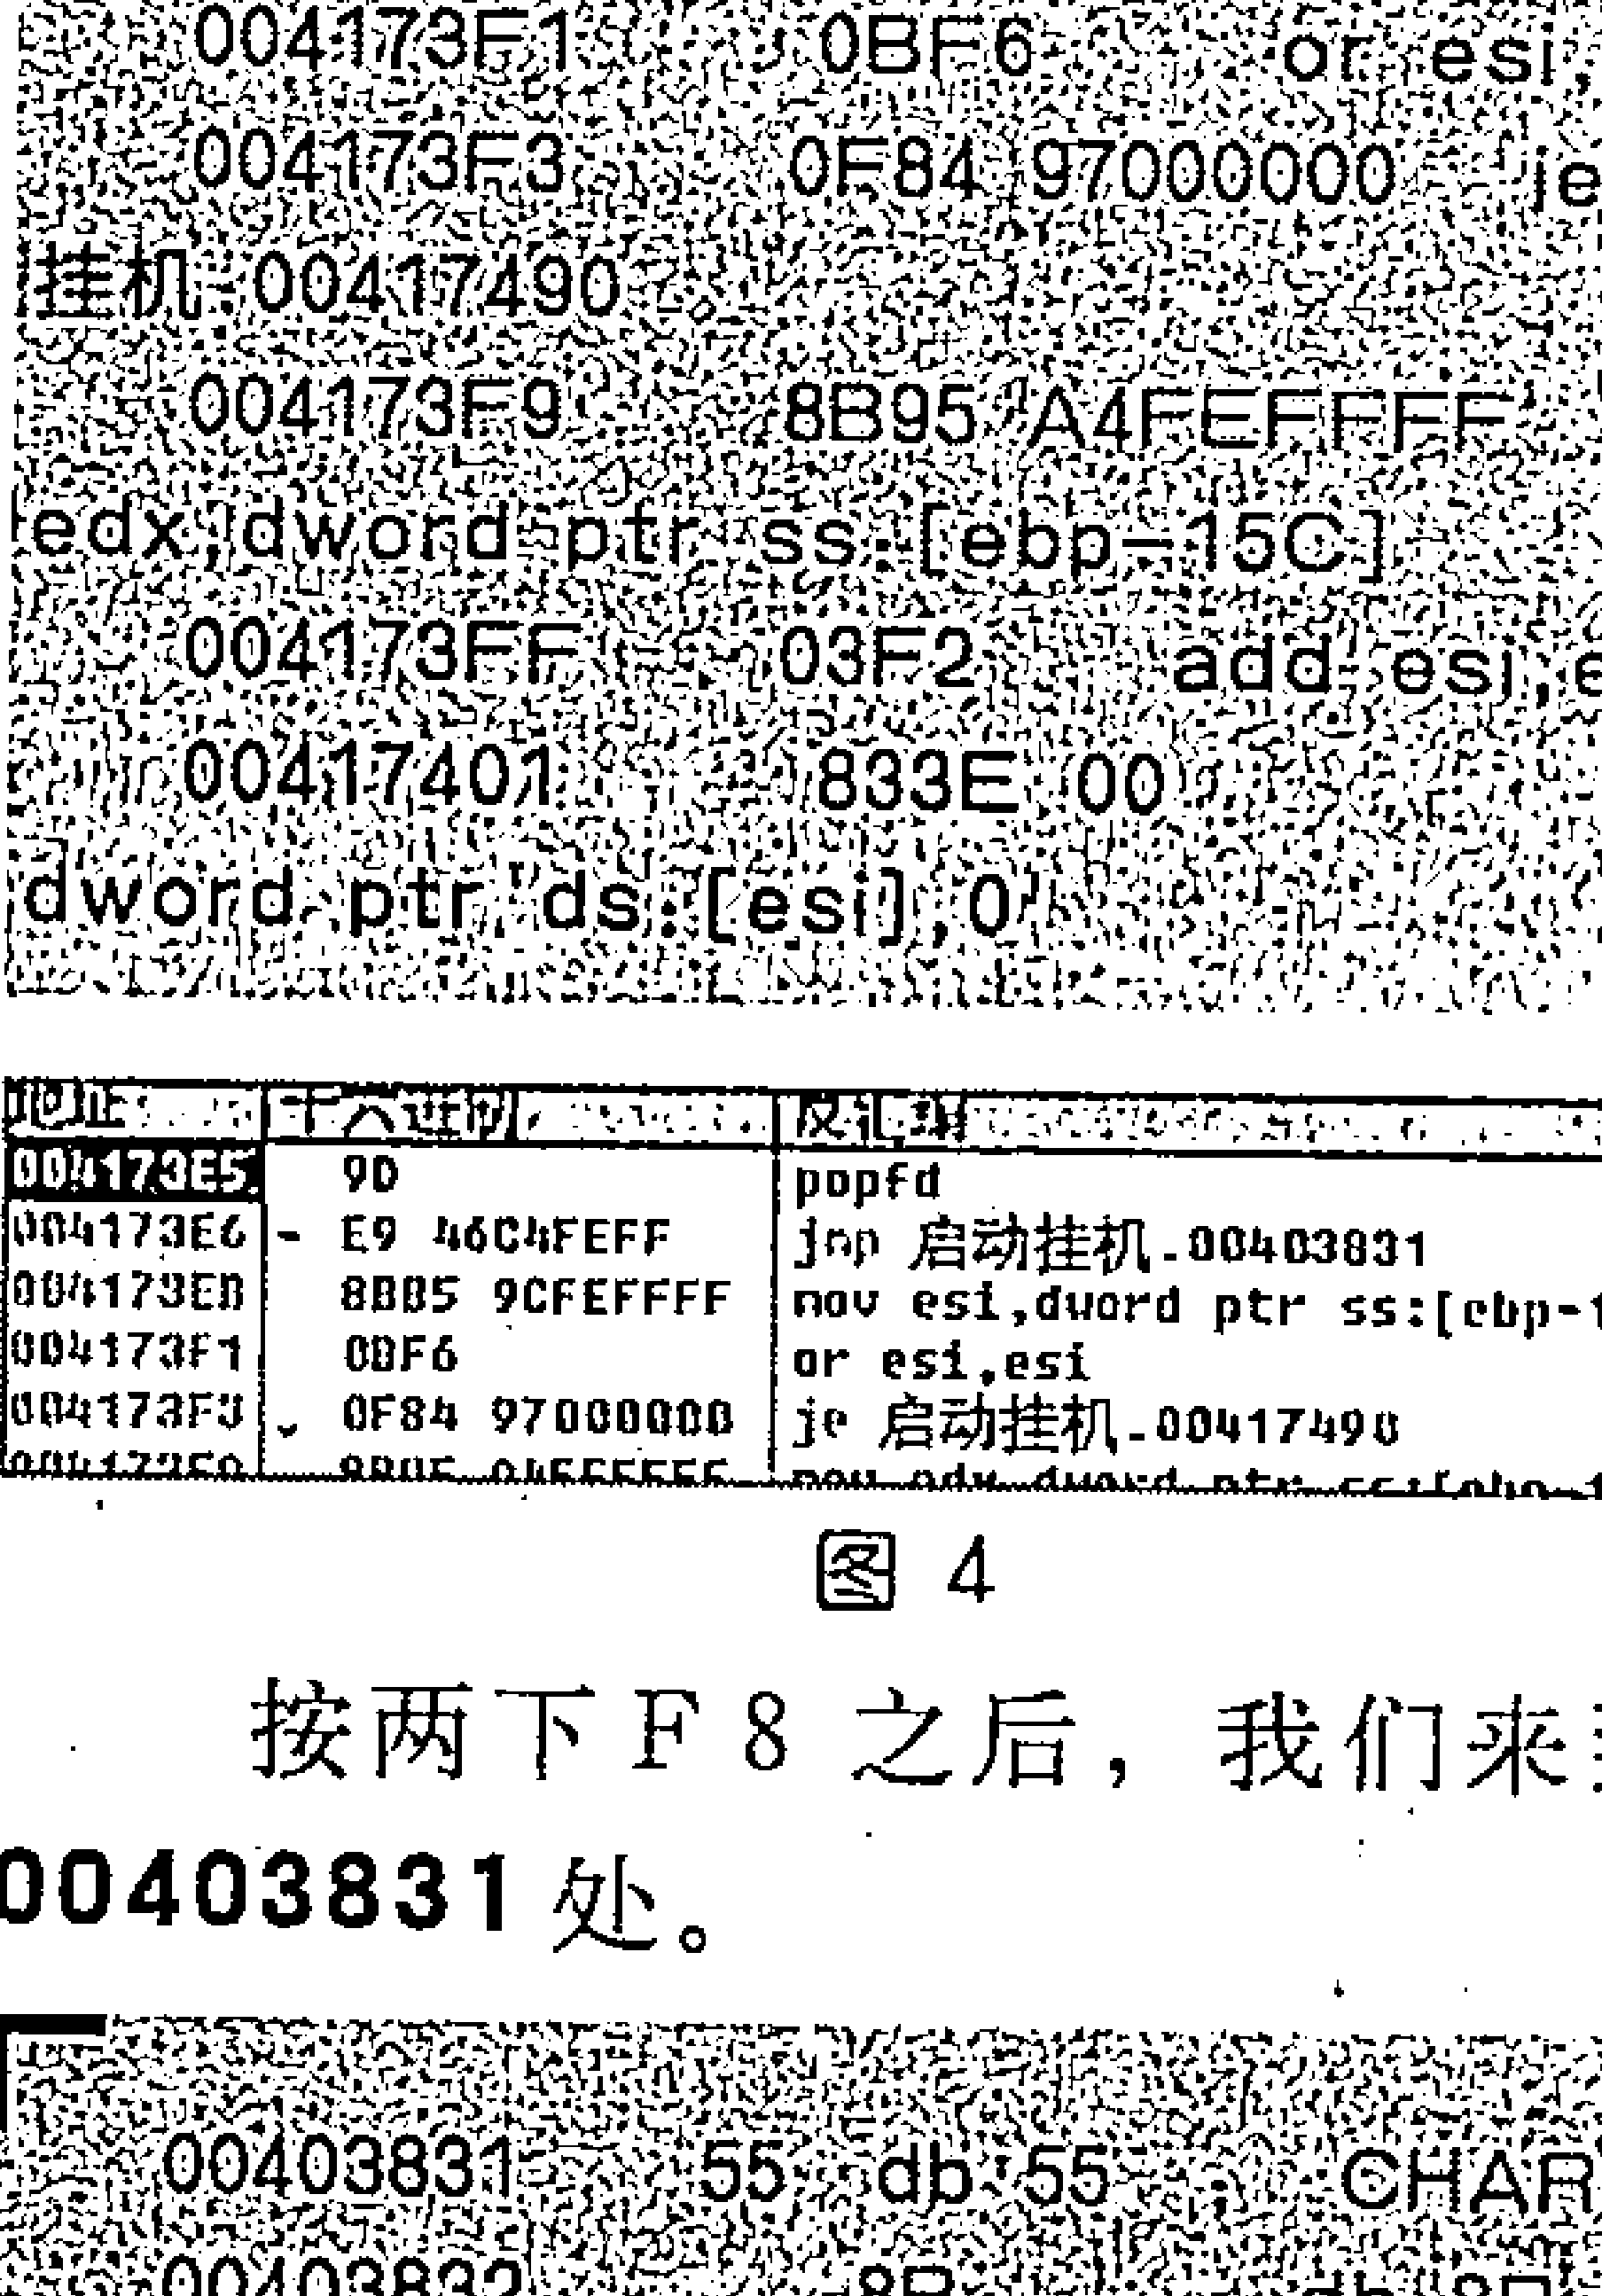 004173F1 0BF6 or esi,
004173F3 0F84 97000000 je
挂机.00417490
004173F9 8B95 A4FEFFFF
edx,dword ptr ss:[ebp-15C]
004173FF 03F2 add esi,e
00417401 833E 00
dword ptr ds:[esi],0
地址 十六进制 反汇编
004173E5 9D popfd
004173E6 - E9 46C4FEFF jmp 启动挂机.00403831
004173EB 8BB5 9CFEFFFF mov esi,dword ptr ss:[ebp-1
004173F1 0BF6 or esi,esi
004173F3 0F84 97000000 je 启动挂机.00417490
图 4
按两下F8之后,我们来
00403831处。
00403831 55 db 55 CHAR
00403832 8B db 8B